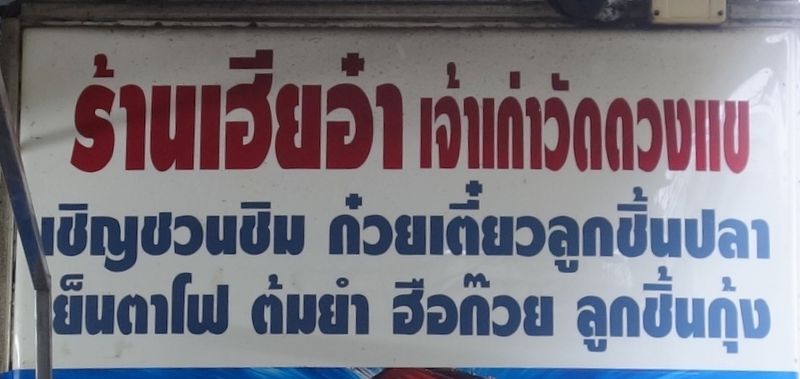 ร้านเฮียอ๋า เจ้าเก่าวัดดวงแข
เชิญชวนชิม ก๋วยเตี๋ยวลูกชิ้นปลา
เย็นตาโฟ ต้มยำ ฮือก๊วย ลูกชิ้นกุ้ง